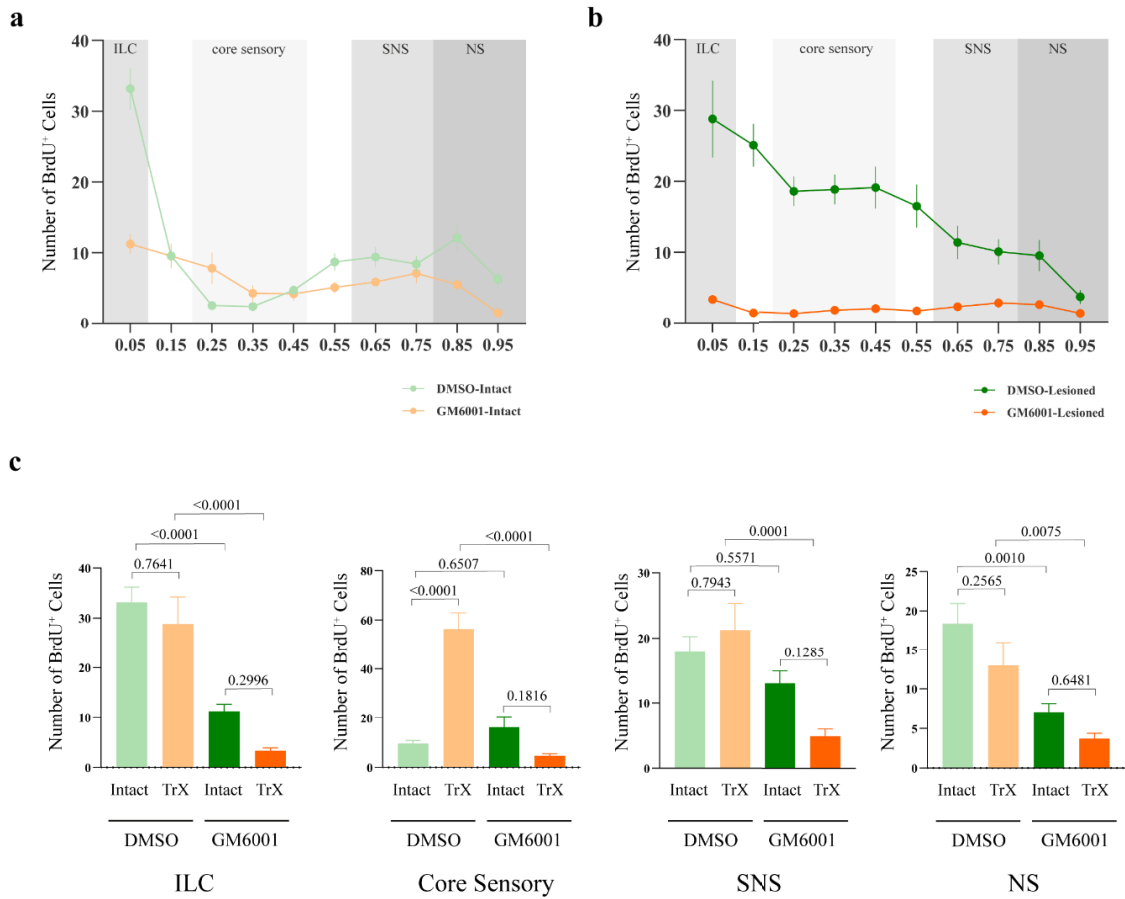 a
ILC
core sensory
SNS
NS
40
30
20
10
0
Number of BrdU⁺ Cells
0.05 0.15 0.25 0.35 0.45 0.55 0.65 0.75 0.85 0.95
DMSO-Intact
GM6001-Intact
b
ILC
core sensory
SNS
NS
40
30
20
10
0
Number of BrdU⁺ Cells
0.05 0.15 0.25 0.35 0.45 0.55 0.65 0.75 0.85 0.95
DMSO-Lesioned
GM6001-Lesioned
c
<0.0001
<0.0001
0.7641
0.2996
40
30
20
10
0
Number of BrdU⁺ Cells
Intact TrX Intact TrX
DMSO GM6001
ILC
<0.0001
0.6507
<0.0001
0.1816
80
60
40
20
0
Number of BrdU⁺ Cells
Intact TrX Intact TrX
DMSO GM6001
Core Sensory
0.0001
0.5571
0.7943
0.1285
30
20
10
0
Number of BrdU⁺ Cells
Intact TrX Intact TrX
DMSO GM6001
SNS
0.0075
0.0010
0.2565
0.6481
25
20
15
10
5
0
Number of BrdU⁺ Cells
Intact TrX Intact TrX
DMSO GM6001
NS